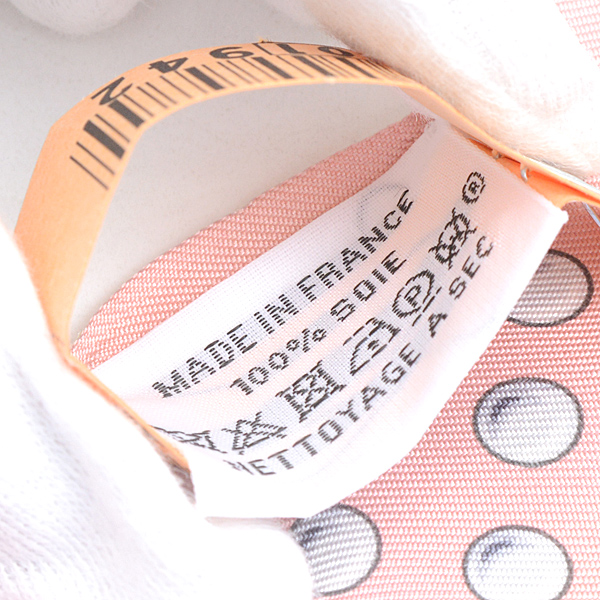 MADE IN FRANCE
100% SOIE
P R
NETTOYAGE A SEC